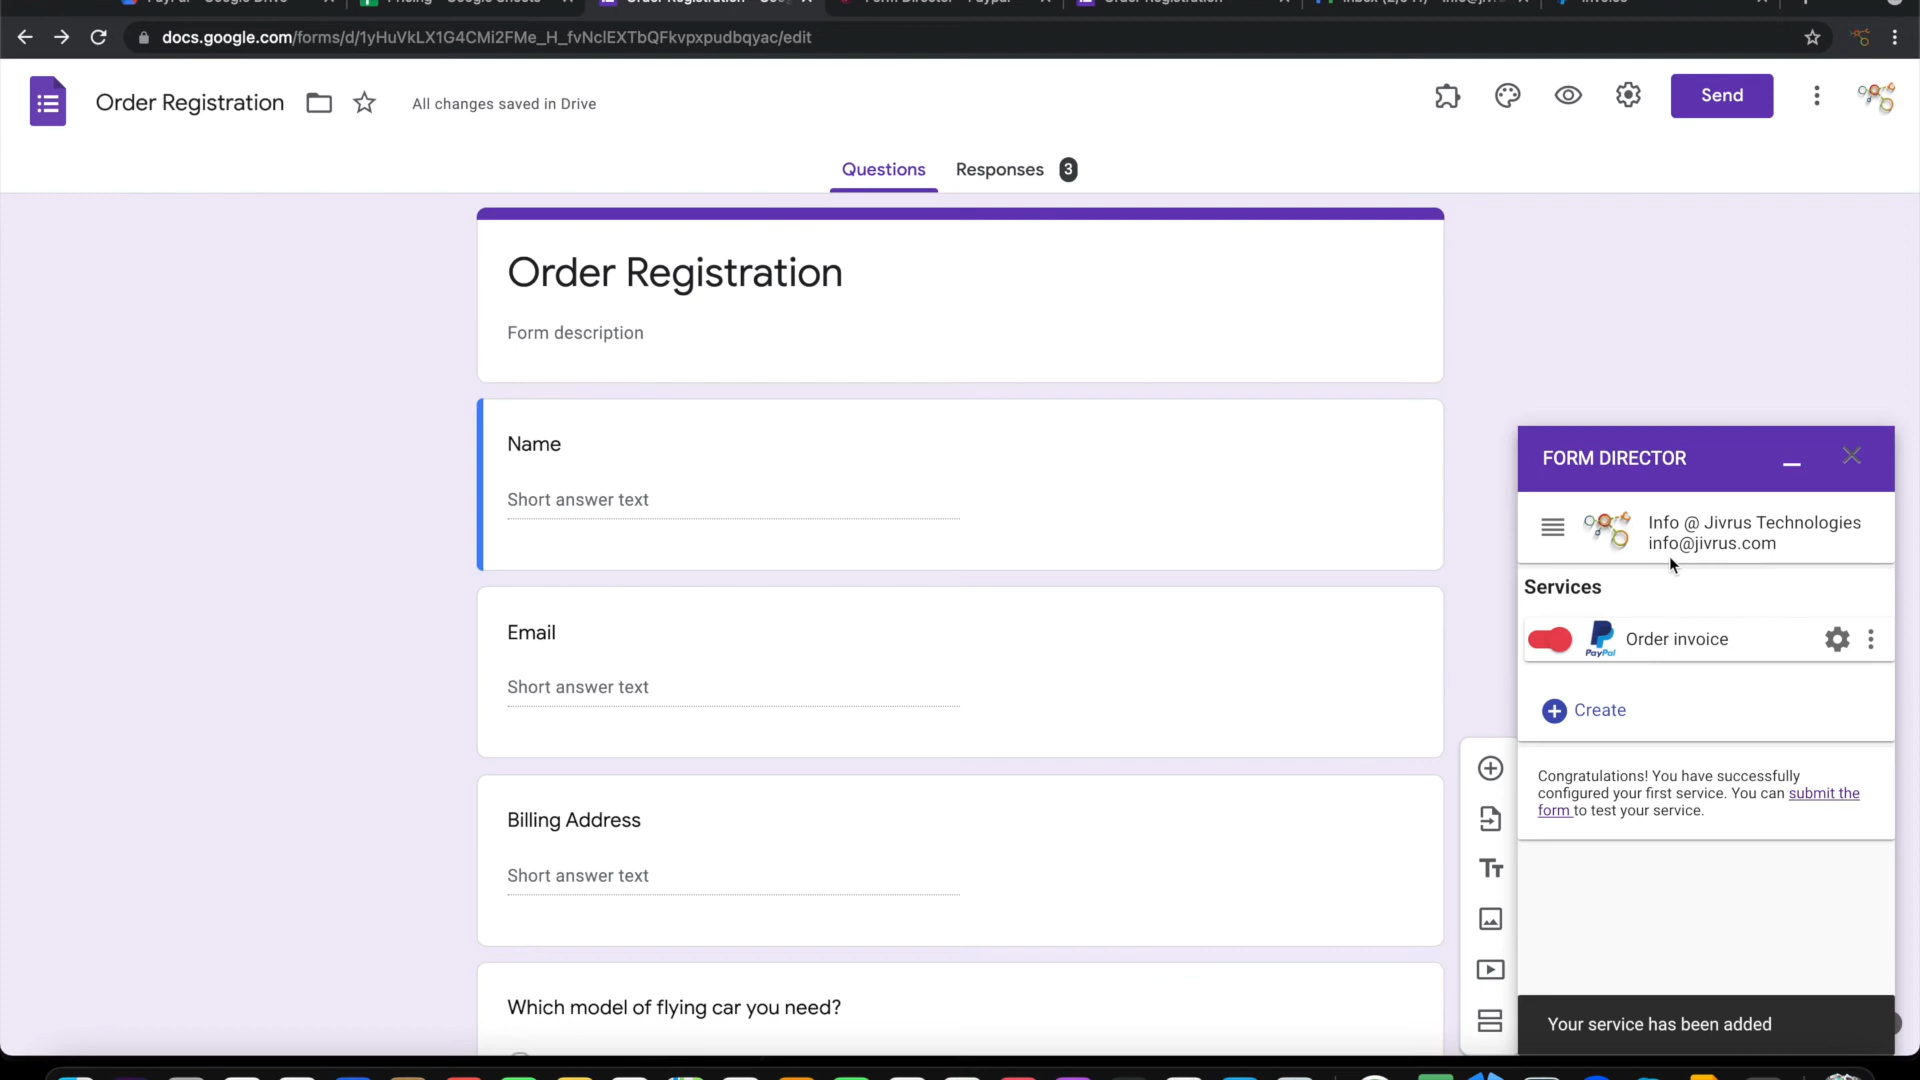 docs.google.com/forms/d/1yHuVkLX1G4CMi2FMe_H_fvNclEXTbQFkvpxpudbqyac/edit
Order Registration
All changes saved in Drive
Send
Questions
Responses 3
Order Registration
Form description
Name
Short answer text
Email
Short answer text
Billing Address
Short answer text
Which model of flying car you need?
FORM DIRECTOR
Info @ Jivrus Technologies
info@jivrus.com
Services
PayPal
Order invoice
Create
Congratulations! You have successfully
configured your first service. You can submit the
form to test your service.
Your service has been added